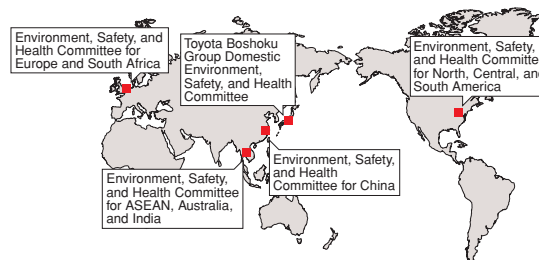 Environment, Safety, and
Health Committee for
Europe and South Africa
Toyota Boshoku
Group Domestic
Environment,
Safety, and Health
Committee
Environment, Safety,
and Health Committee
for North, Central, and
South America
Environment, Safety,
and Health
Committee for China
Environment, Safety,
and Health Committee
for ASEAN, Australia,
and India